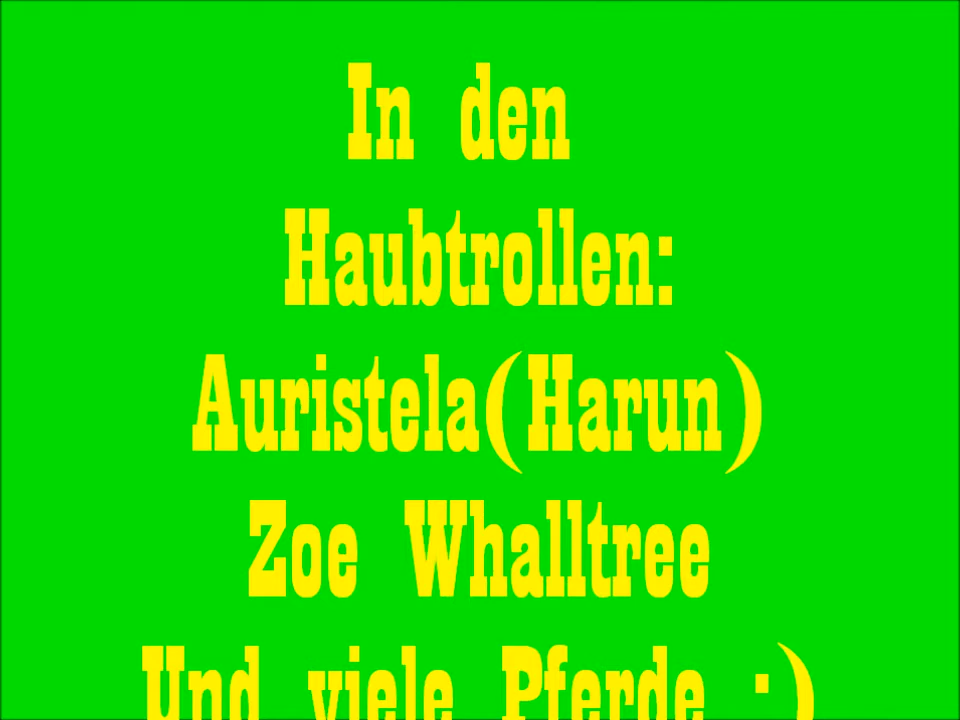 In den
Haubtrollen:
Auristela(Harun)
Zoe Whalltree
Und viele Pferde :)